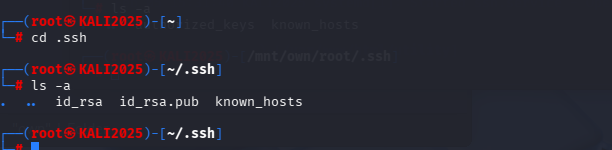 ┌──(root㉿KALI2025)-[~]
└─# cd .ssh

┌──(root㉿KALI2025)-[~/.ssh]
└─# ls -a
.  ..  id_rsa  id_rsa.pub  known_hosts

┌──(root㉿KALI2025)-[~/.ssh]
└─#